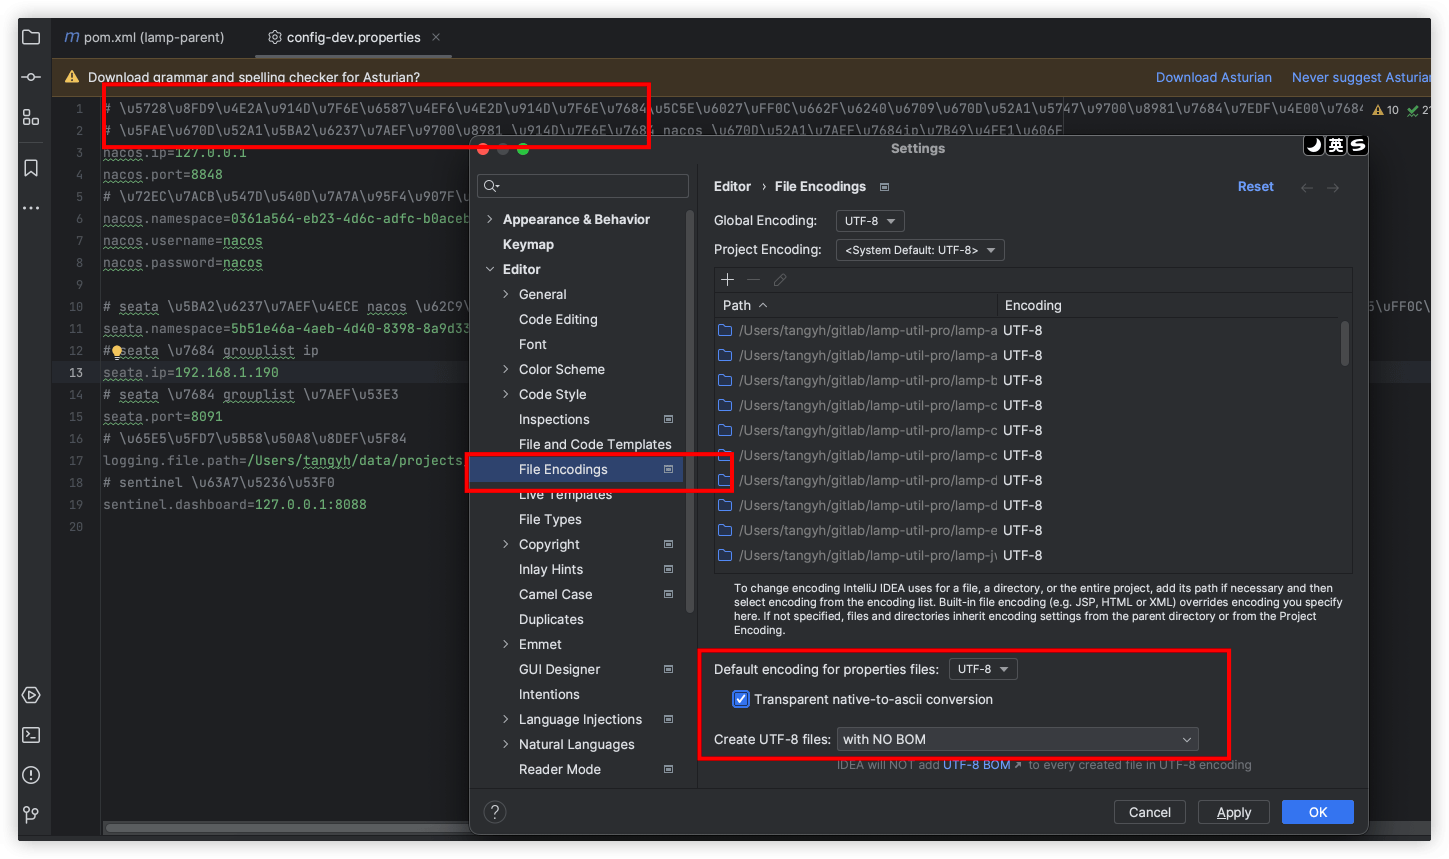 pom.xml (lamp-parent)
config-dev.properties
Download grammar and spelling checker for Asturian?
Download Asturian
Never suggest Asturian
1 # \u5728\u8FD9\u4E2A\u914D\u7F6E\u6587\u4EF6\u4E2D\u914D\u7F6E\u7684\u5C5E\u6027\uFF0C\u662F\u6240\u6709\u670D\u52A1\u5747\u9700\u8981\u7684\u7EDF\u4E00\u7684
10
2 # \u5FAE\u670D\u52A1\u5BA2\u6237\u7AEF\u9700\u8981 \u914D\u7F6E\u7684 nacos \u670D\u52A1\u7AEF\u7684ip\u7B49\u4FE1\u606F
3 nacos.ip=127.0.0.1
4 nacos.port=8848
5 # \u72EC\u7ACB\u547D\u540D\u7A7A\u95F4\u907F\u
6 nacos.namespace=0361a564-eb23-4d6c-adfc-b0aceb
7 nacos.username=nacos
8 nacos.password=nacos
9
10 # seata \u5BA2\u6237\u7AEF\u4ECE nacos \u62C9\
5\uFF0C\
11 seata.namespace=5b51e46a-4aeb-4d40-8398-8a9d33
12 # seata \u7684 grouplist ip
13 seata.ip=192.168.1.190
14 # seata \u7684 grouplist \u7AEF\u53E3
15 seata.port=8091
16 # \u65E5\u5FD7\u5B58\u50A8\u8DEF\u5F84
17 logging.file.path=/Users/tangyh/data/projects
18 # sentinel \u63A7\u5236\u53F0
19 sentinel.dashboard=127.0.0.1:8088
20
Settings
英
Appearance & Behavior
Keymap
Editor
General
Code Editing
Font
Color Scheme
Code Style
Inspections
File and Code Templates
File Encodings
Live Templates
File Types
Copyright
Inlay Hints
Camel Case
Duplicates
Emmet
GUI Designer
Intentions
Language Injections
Natural Languages
Reader Mode
Editor › File Encodings
Reset
Global Encoding: UTF-8
Project Encoding: <System Default: UTF-8>
Path Encoding
/Users/tangyh/gitlab/lamp-util-pro/lamp-a UTF-8
/Users/tangyh/gitlab/lamp-util-pro/lamp-a UTF-8
/Users/tangyh/gitlab/lamp-util-pro/lamp-b UTF-8
/Users/tangyh/gitlab/lamp-util-pro/lamp-c UTF-8
/Users/tangyh/gitlab/lamp-util-pro/lamp-c UTF-8
/Users/tangyh/gitlab/lamp-util-pro/lamp-c UTF-8
/Users/tangyh/gitlab/lamp-util-pro/lamp-d UTF-8
/Users/tangyh/gitlab/lamp-util-pro/lamp-d UTF-8
/Users/tangyh/gitlab/lamp-util-pro/lamp-e UTF-8
/Users/tangyh/gitlab/lamp-util-pro/lamp-j UTF-8
To change encoding IntelliJ IDEA uses for a file, a directory, or the entire project, add its path if necessary and then
select encoding from the encoding list. Built-in file encoding (e.g. JSP, HTML or XML) overrides encoding you specify
here. If not specified, files and directories inherit encoding settings from the parent directory or from the Project
Encoding.
Default encoding for properties files: UTF-8
Transparent native-to-ascii conversion
Create UTF-8 files: with NO BOM
IDEA will NOT add UTF-8 BOM ↗ to every created file in UTF-8 encoding
?
Cancel
Apply
OK